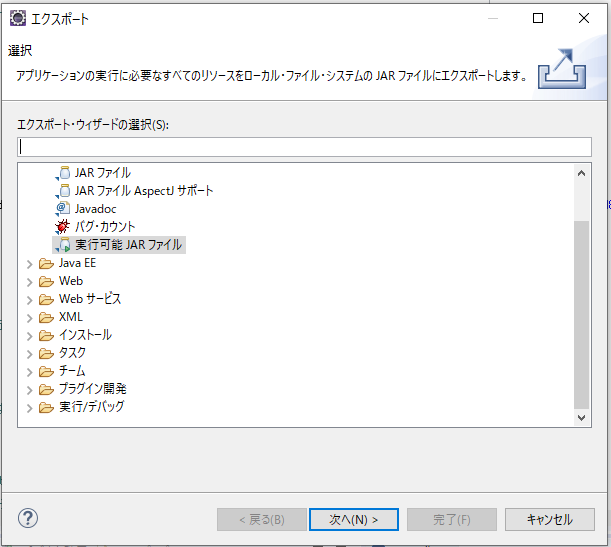 エクスポート
選択
アプリケーションの実行に必要なすべてのリソースをローカル・ファイル・システムの JAR ファイルにエクスポートします。
エクスポート・ウィザードの選択(S):
JAR ファイル
JAR ファイル AspectJ サポート
Javadoc
バグ・カウント
実行可能 JAR ファイル
Java EE
Web
Web サービス
XML
インストール
タスク
チーム
プラグイン開発
実行/デバッグ
< 戻る(B)
次へ(N) >
完了(F)
キャンセル